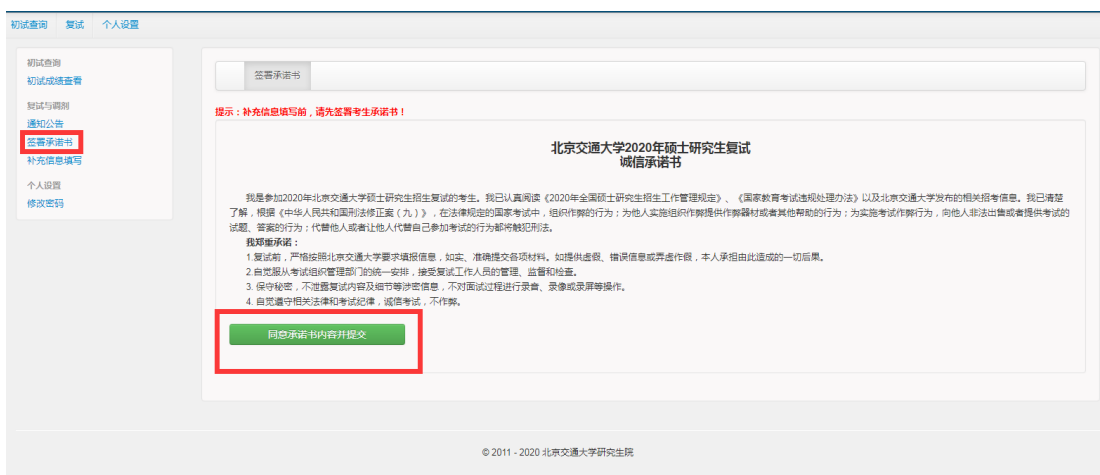 初试查询 复试 个人设置
初试查询
初试成绩查看
复试与调剂
通知公告
签署承诺书
补充信息填写
个人设置
修改密码
签署承诺书
提示：补充信息填写前，请先签署考生承诺书！
北京交通大学2020年硕士研究生复试
诚信承诺书
我是参加2020年北京交通大学硕士研究生招生复试的考生。我已认真阅读《2020年全国硕士研究生招生工作管理规定》、《国家教育考试违规处理办法》以及北京交通大学发布的相关招考信息。我已清楚
了解，根据《中华人民共和国刑法修正案（九）》，在法律规定的国家考试中，组织作弊的行为；为他人实施组织作弊提供作弊器材或者其他帮助的行为；为实施考试作弊行为，向他人非法出售或者提供考试的
试题、答案的行为；代替他人或者让他人代替自己参加考试的行为都将触犯刑法。
我郑重承诺：
1.复试前，严格按照北京交通大学要求填报信息，如实、准确提交各项材料。如提供虚假、错误信息或弄虚作假，本人承担由此造成的一切后果。
2.自觉服从考试组织管理部门的统一安排，接受复试工作人员的管理、监督和检查。
3. 保守秘密，不泄露复试内容及细节等涉密信息，不对面试过程进行录音、录像或录屏等操作。
4. 自觉遵守相关法律和考试纪律，诚信考试，不作弊。
同意承诺书内容并提交
© 2011 - 2020 北京交通大学研究生院